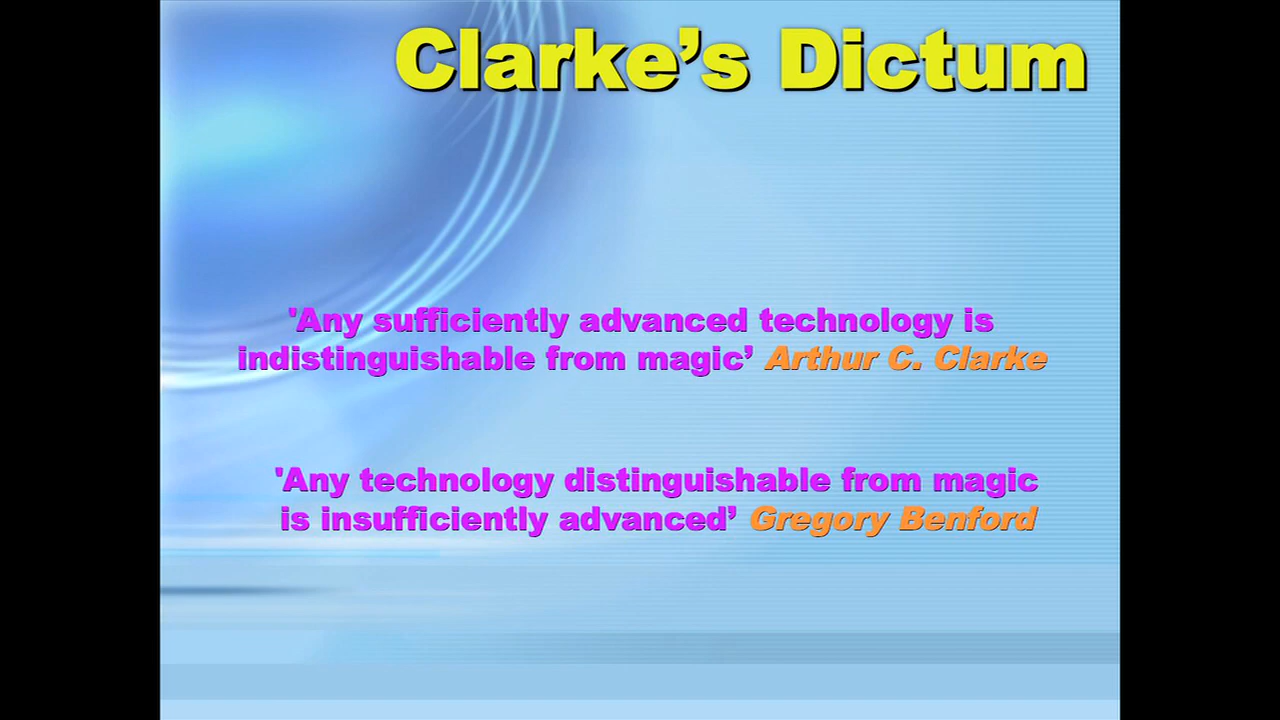 Clarke’s Dictum
'Any sufficiently advanced technology is
indistinguishable from magic’ Arthur C. Clarke
'Any technology distinguishable from magic
is insufficiently advanced’ Gregory Benford